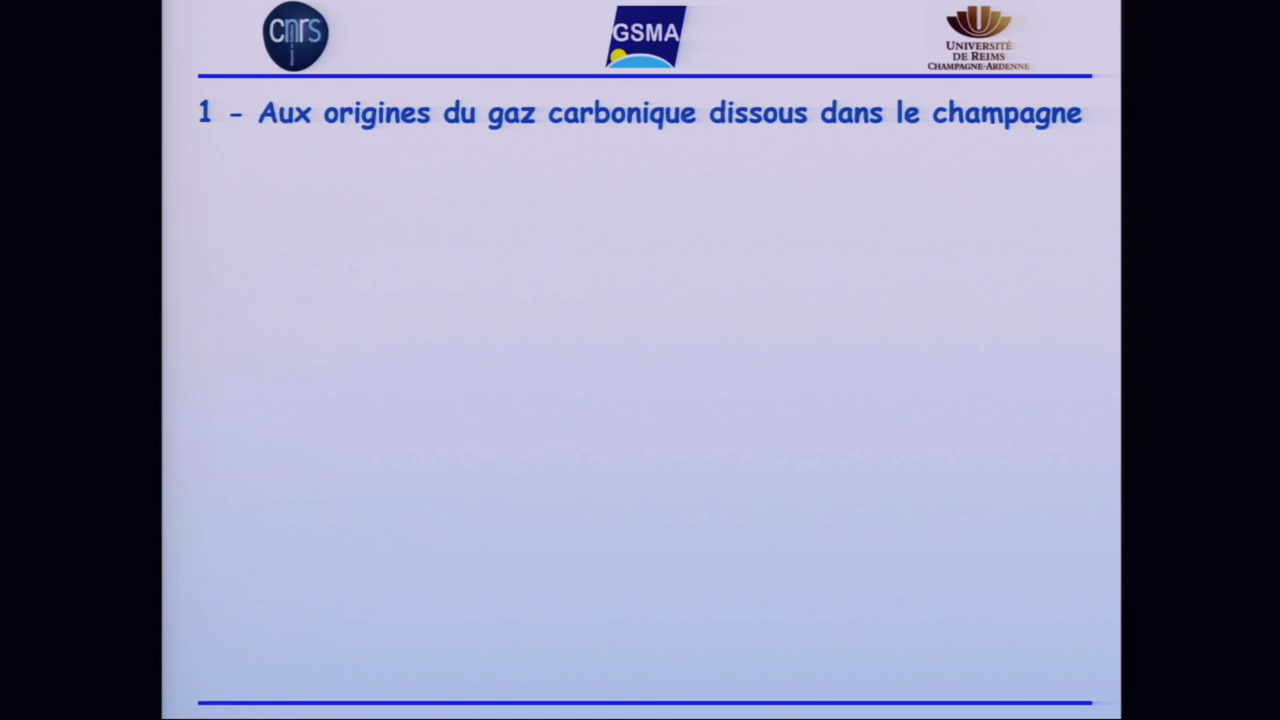 cnrs
GSMA
UNIVERSITÉ
DE REIMS
CHAMPAGNE-ARDENNE
1 - Aux origines du gaz carbonique dissous dans le champagne